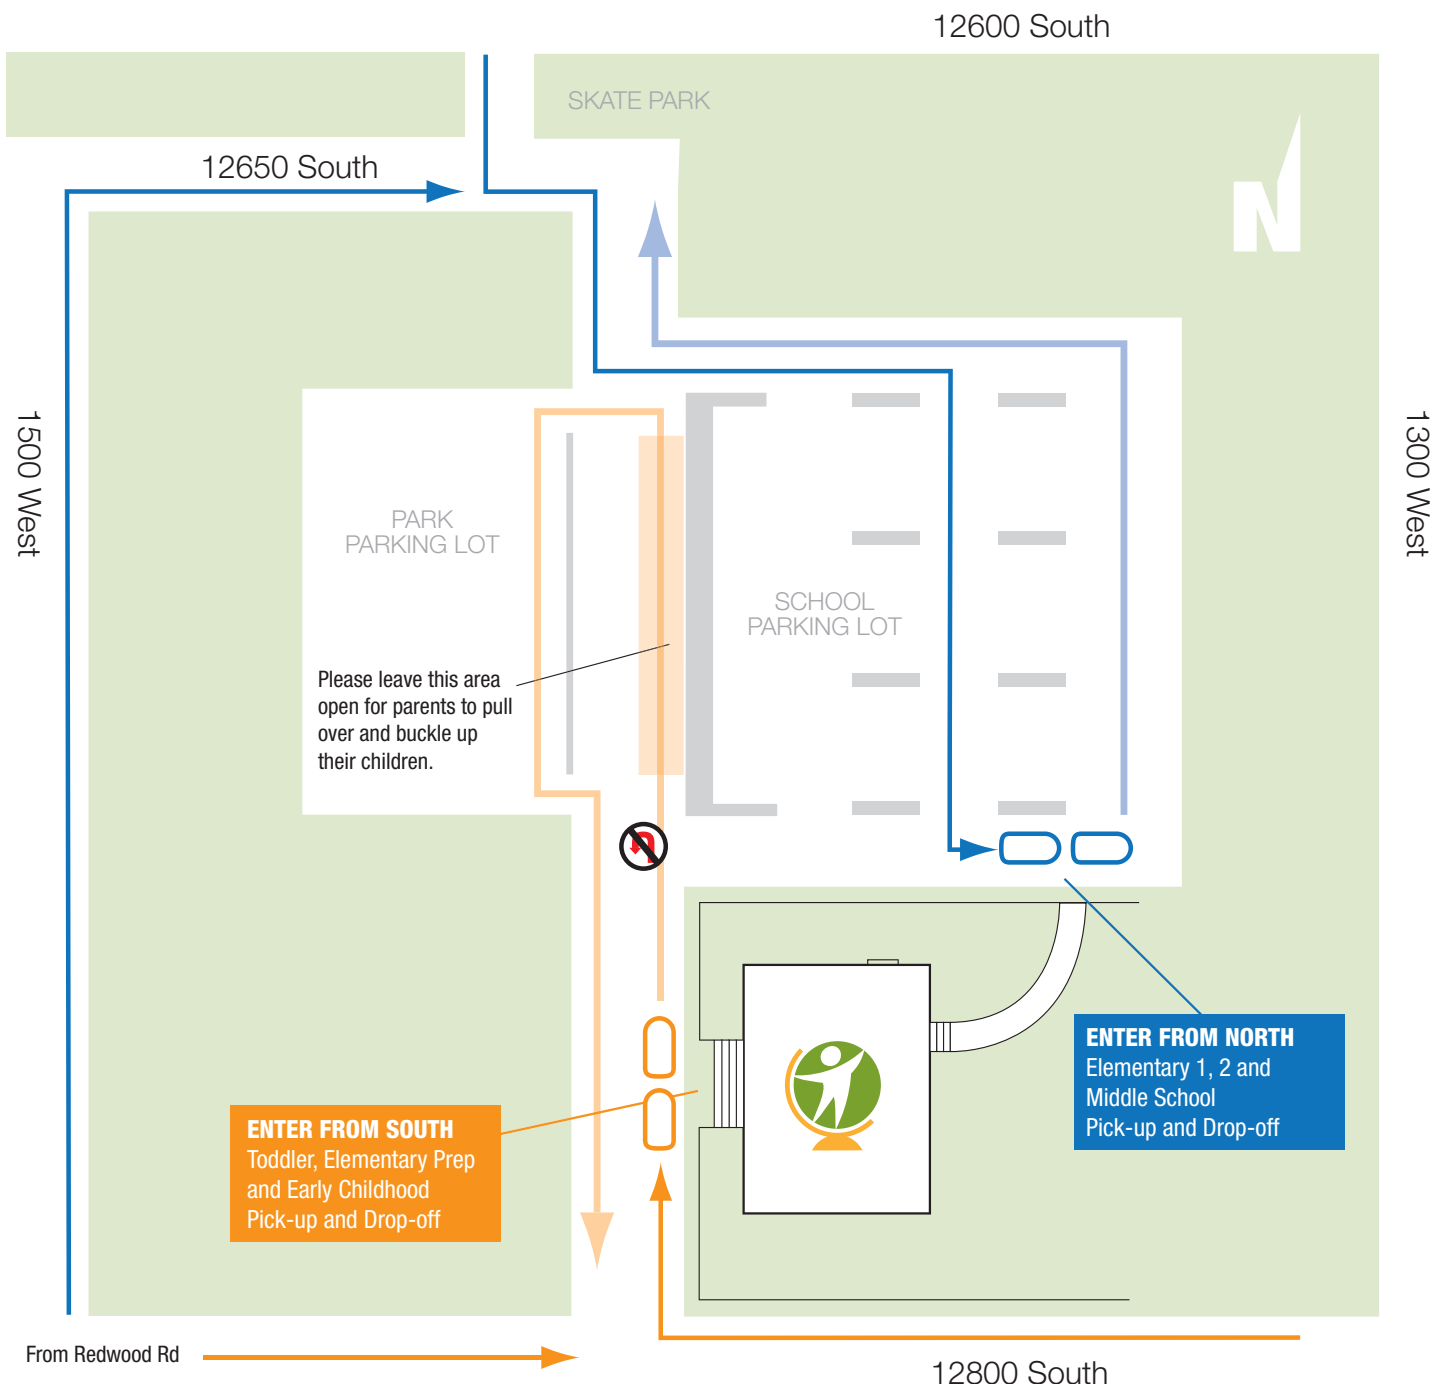 12600 South
SKATE PARK
12650 South
N
1500 West
1300 West
PARK
PARKING LOT
SCHOOL
PARKING LOT
Please leave this area
open for parents to pull
over and buckle up
their children.
ENTER FROM NORTH
Elementary 1, 2 and
Middle School
Pick-up and Drop-off
ENTER FROM SOUTH
Toddler, Elementary Prep
and Early Childhood
Pick-up and Drop-off
From Redwood Rd
12800 South